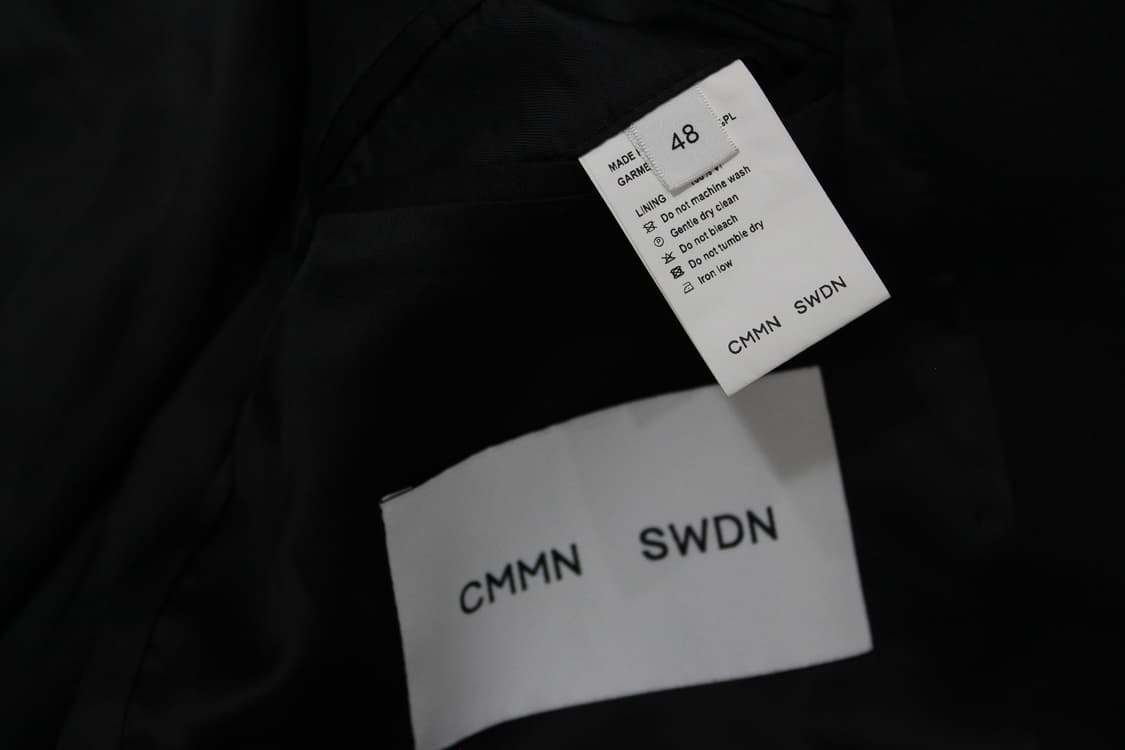 48
MADE
LINING
Do not machine wash
Gentle dry clean
Do not bleach
Do not tumble dry
Iron low
CMMN SWDN
CMMN SWDN